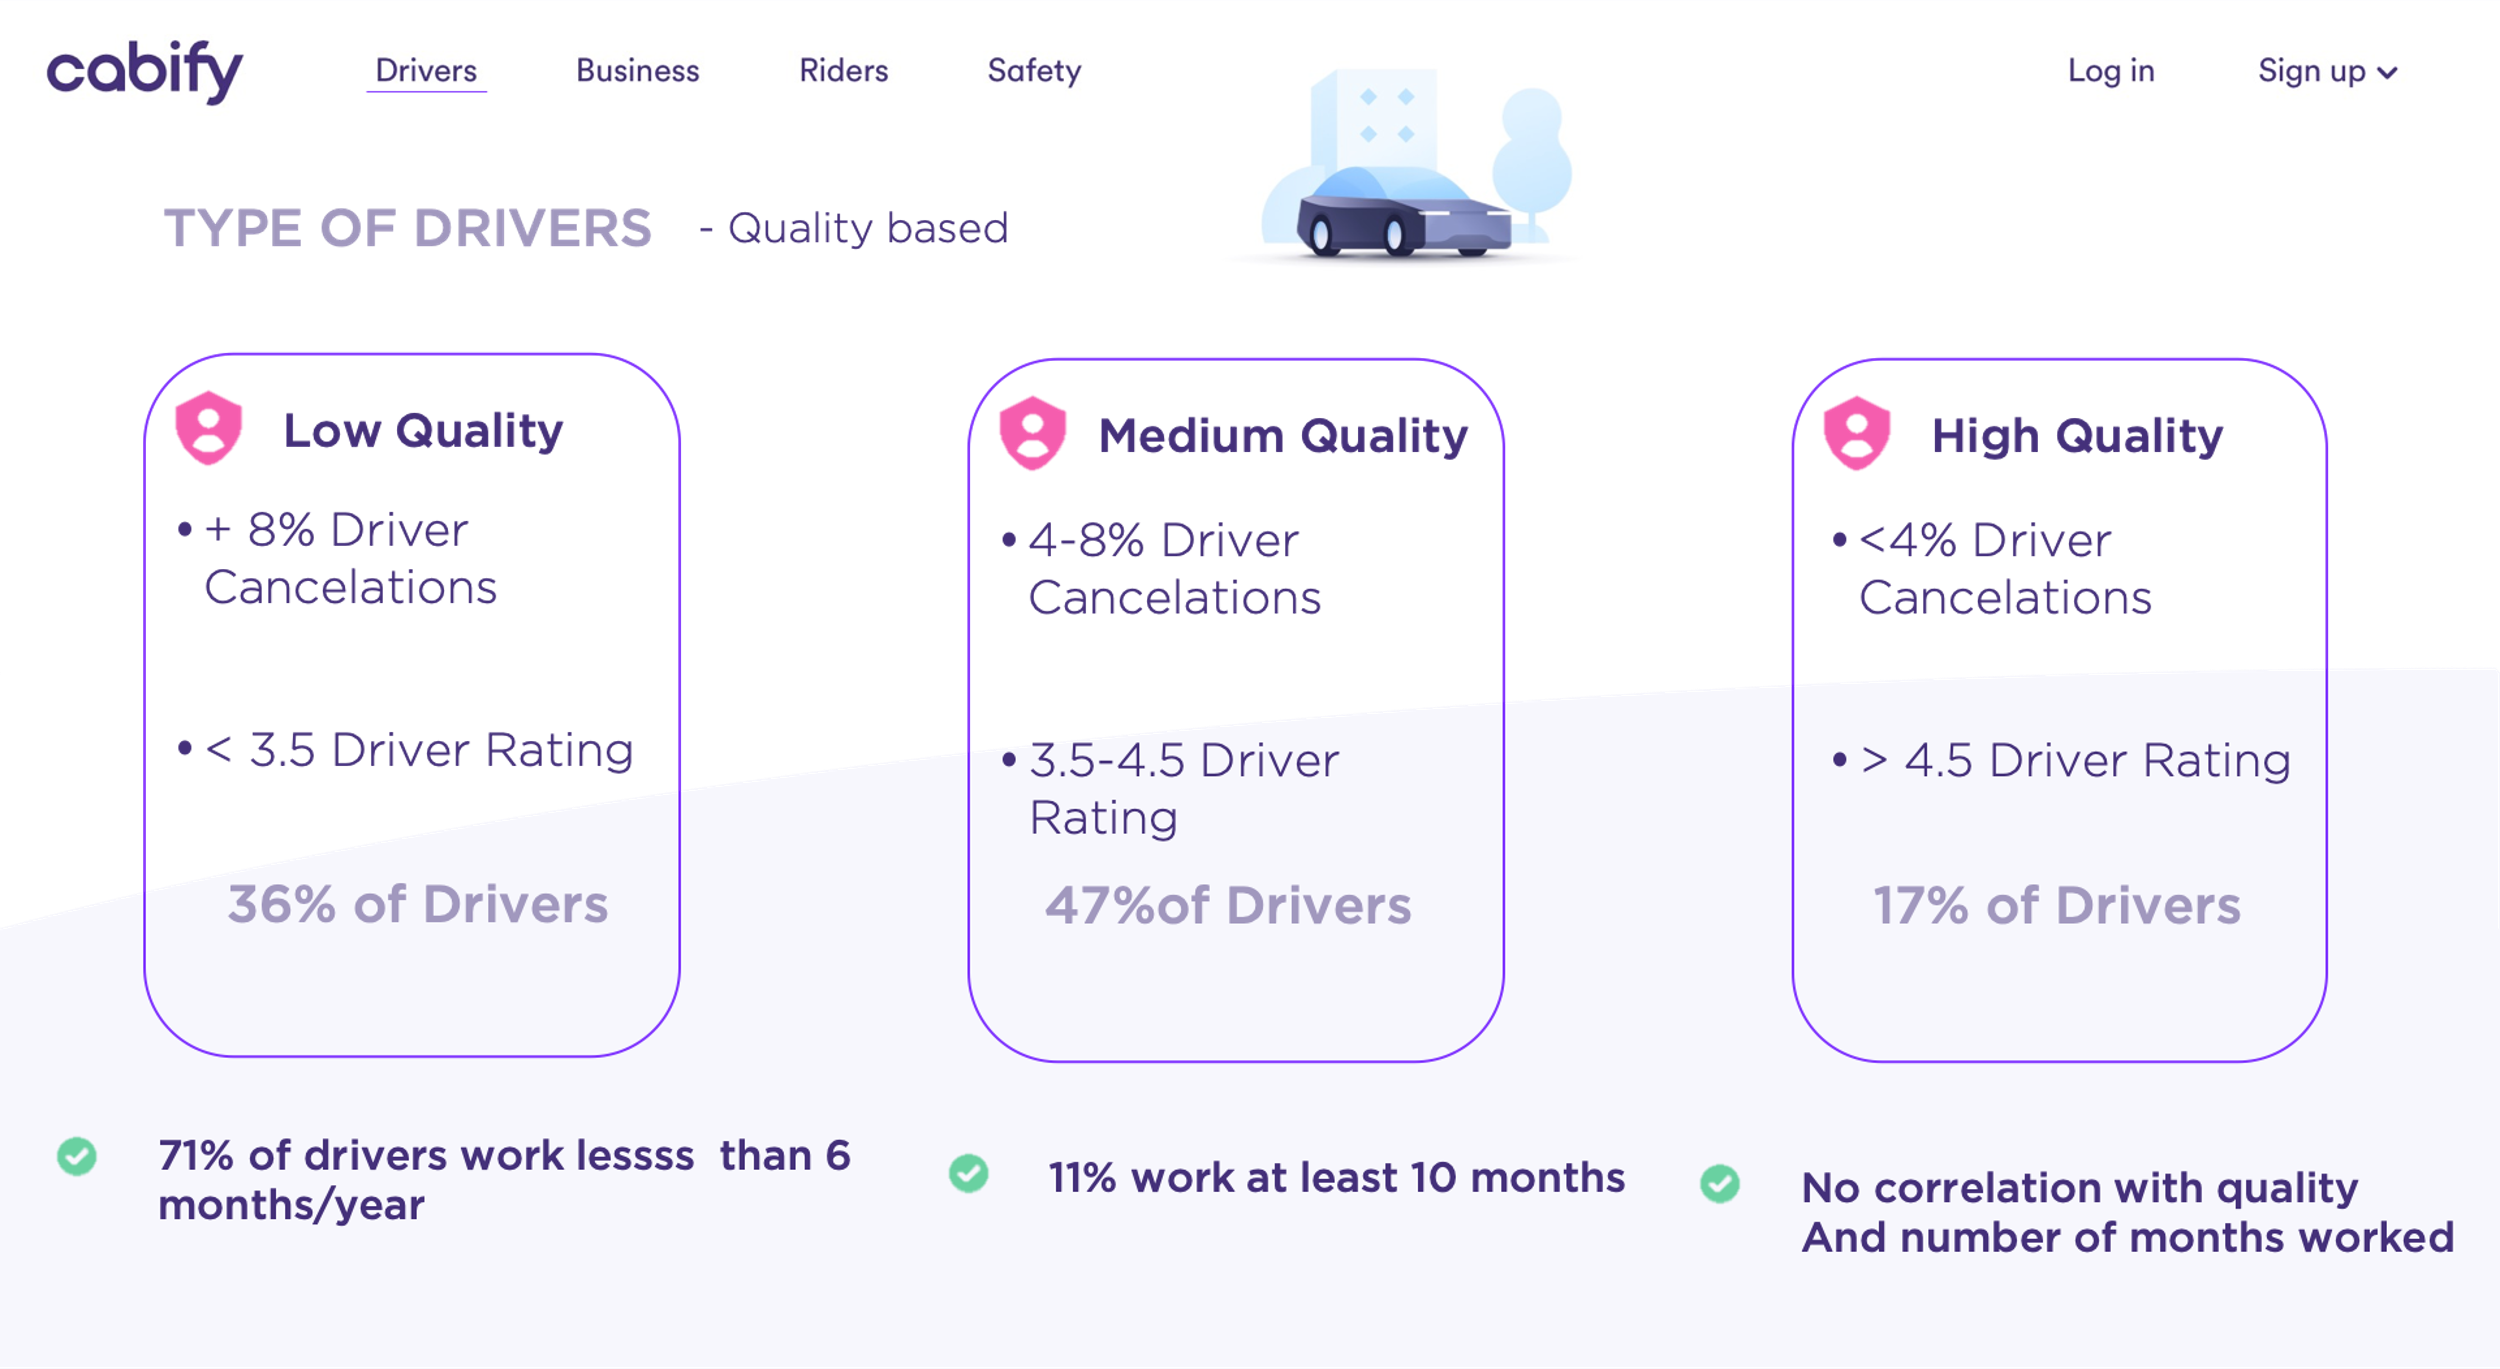 cabify
Drivers
Business
Riders
Safety
Log in
Sign up
TYPE OF DRIVERS
- Quality based
Low Quality
• + 8% Driver
Cancelations
• < 3.5 Driver Rating
36% of Drivers
Medium Quality
• 4-8% Driver
Cancelations
• 3.5-4.5 Driver
Rating
47%of Drivers
High Quality
• <4% Driver
Cancelations
• > 4.5 Driver Rating
17% of Drivers
71% of drivers work lessss  than 6
months/year
11% work at least 10 months
No correlation with quality
And number of months worked